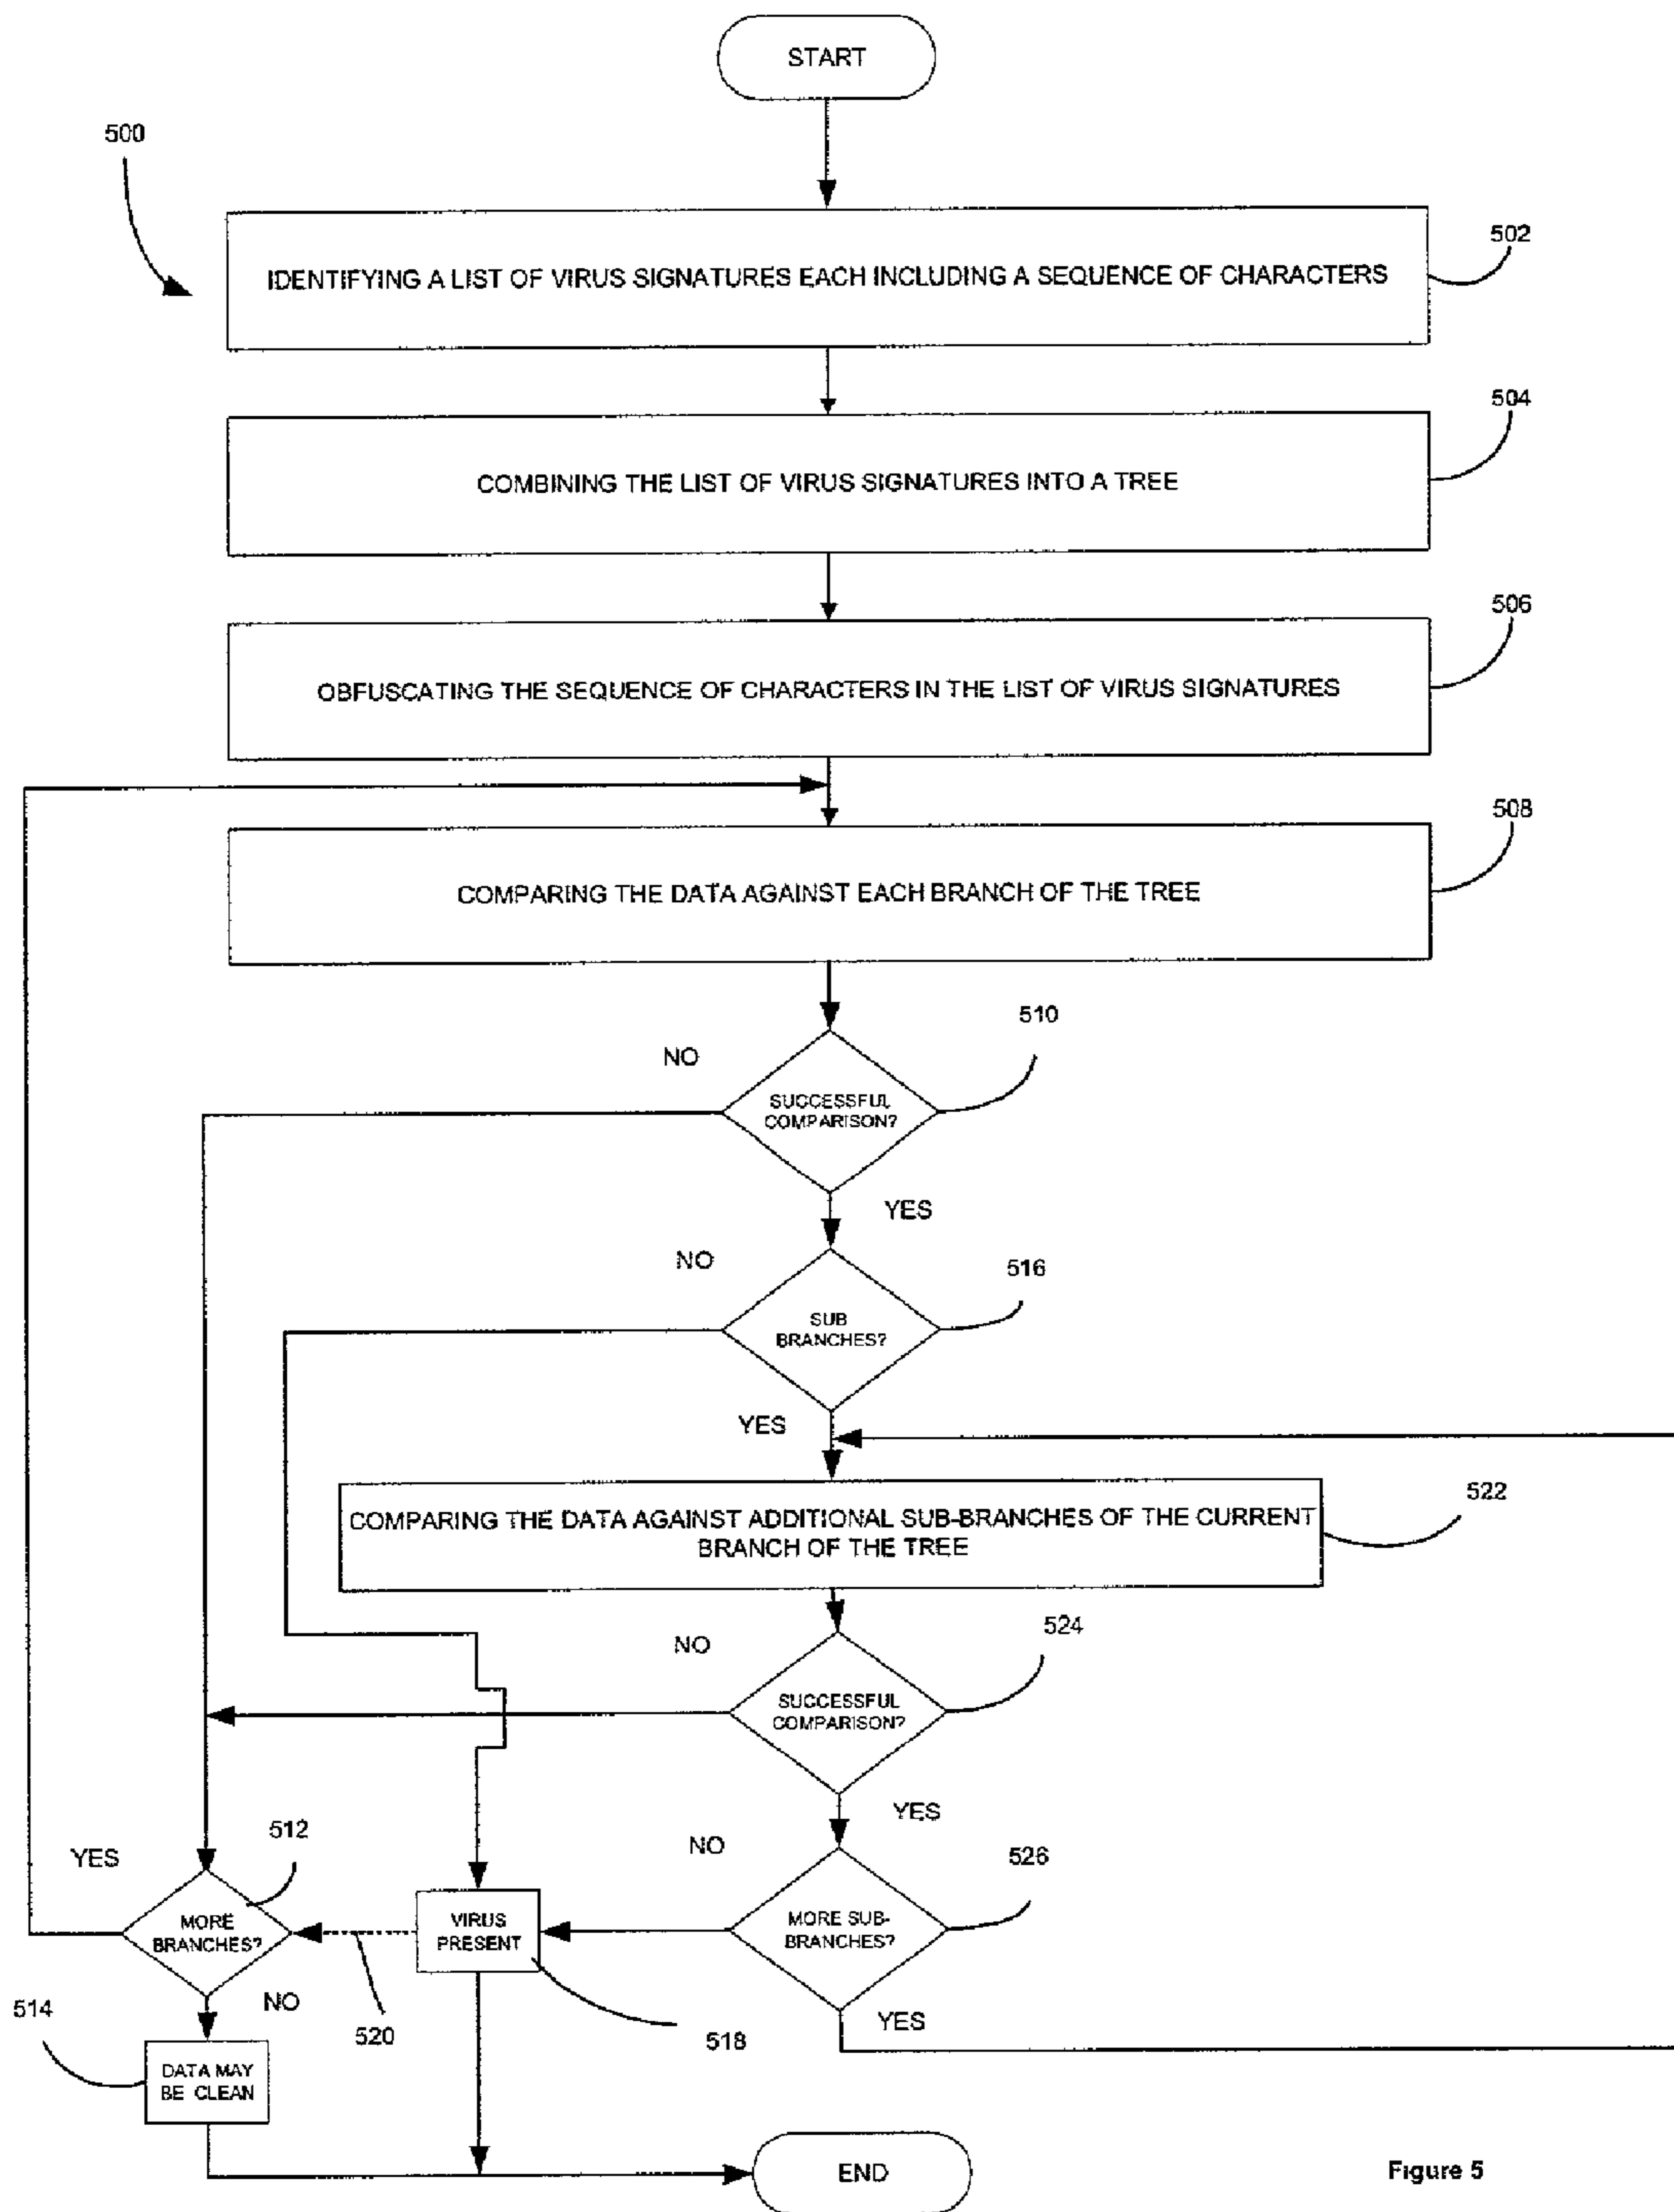 START
500
502
IDENTIFYING A LIST OF VIRUS SIGNATURES EACH INCLUDING A SEQUENCE OF CHARACTERS
504
COMBINING THE LIST OF VIRUS SIGNATURES INTO A TREE
506
OBFUSCATING THE SEQUENCE OF CHARACTERS IN THE LIST OF VIRUS SIGNATURES
508
COMPARING THE DATA AGAINST EACH BRANCH OF THE TREE
510
NO
SUCCESSFUL
COMPARISON?
YES
NO
516
SUB
BRANCHES?
YES
522
COMPARING THE DATA AGAINST ADDITIONAL SUB-BRANCHES OF THE CURRENT
BRANCH OF THE TREE
524
NO
SUCCESSFUL
COMPARISON?
YES
512
NO
YES
526
MORE
BRANCHES?
VIRUS
PRESENT
MORE SUB-
BRANCHES?
514
NO
520
518
YES
DATA MAY
BE CLEAN
END
Figure 5